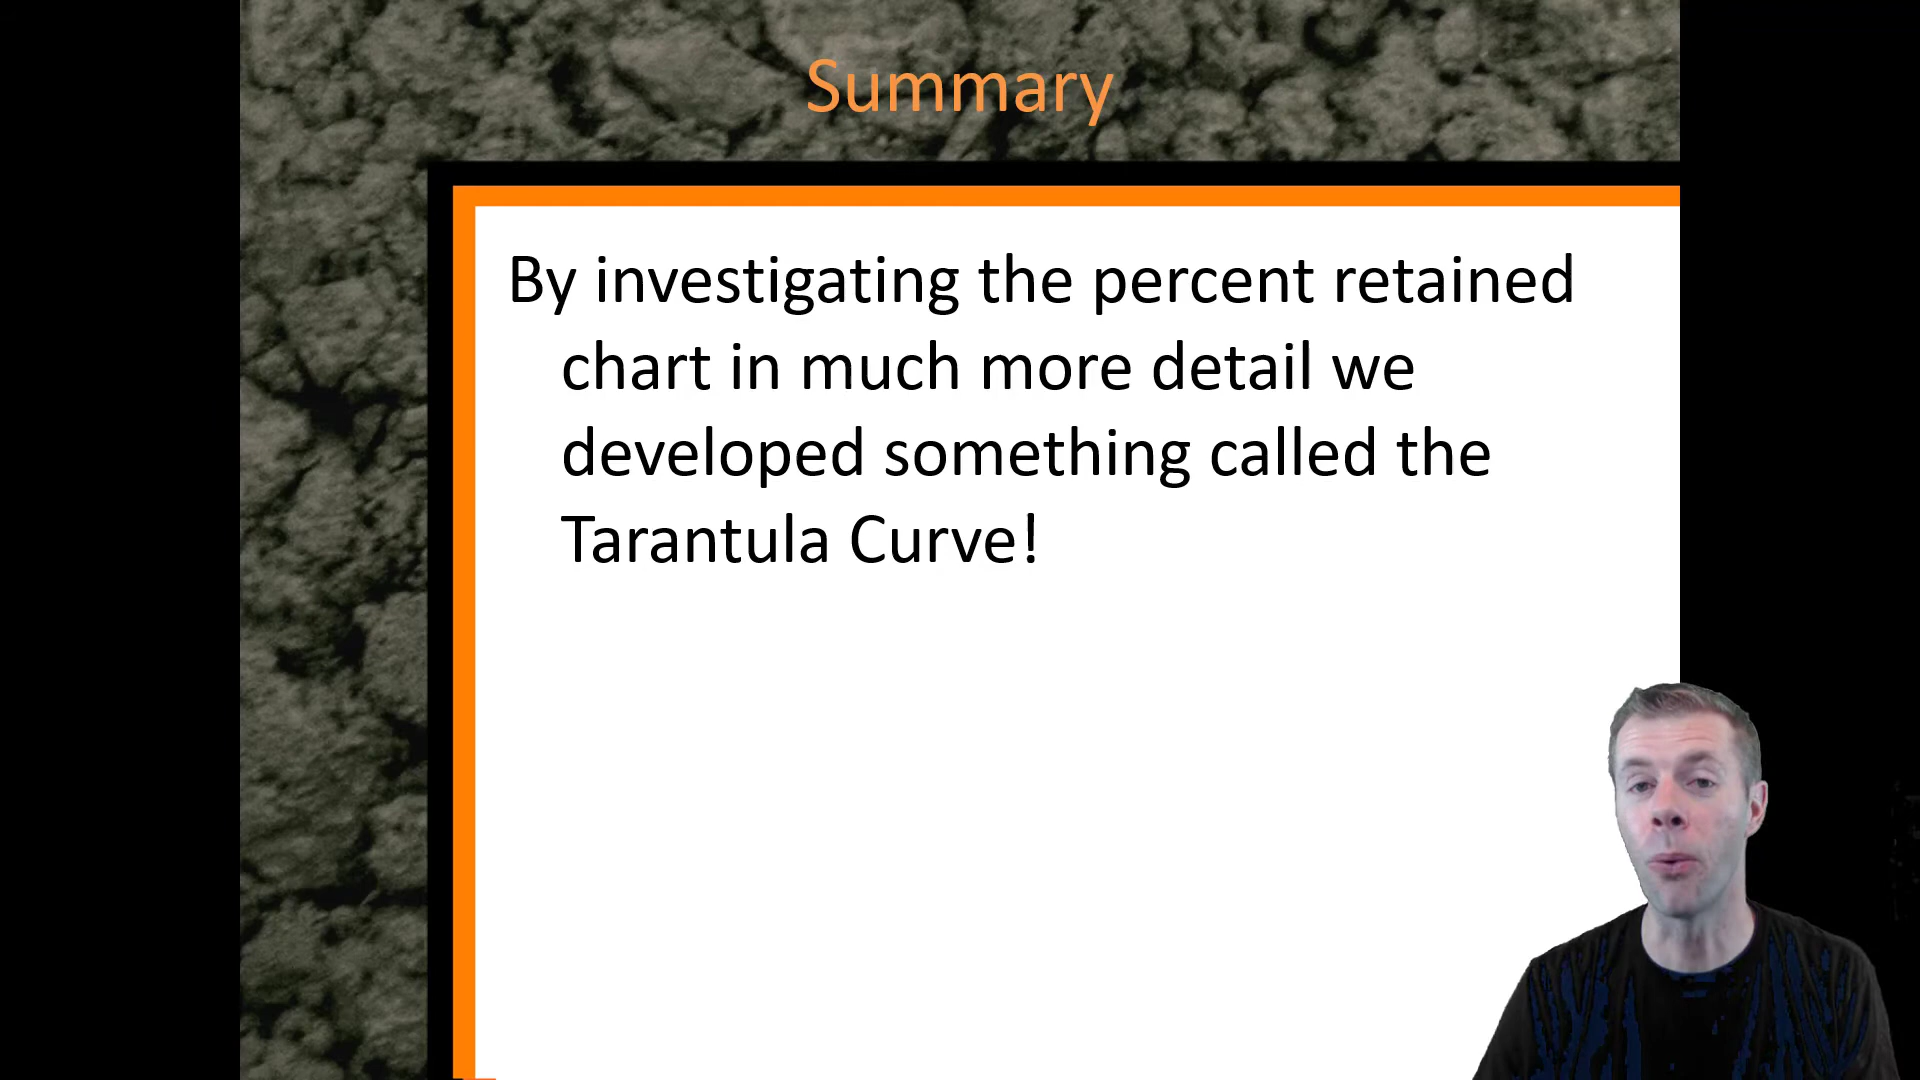 Summary
By investigating the percent retained
chart in much more detail we
developed something called the
Tarantula Curve!